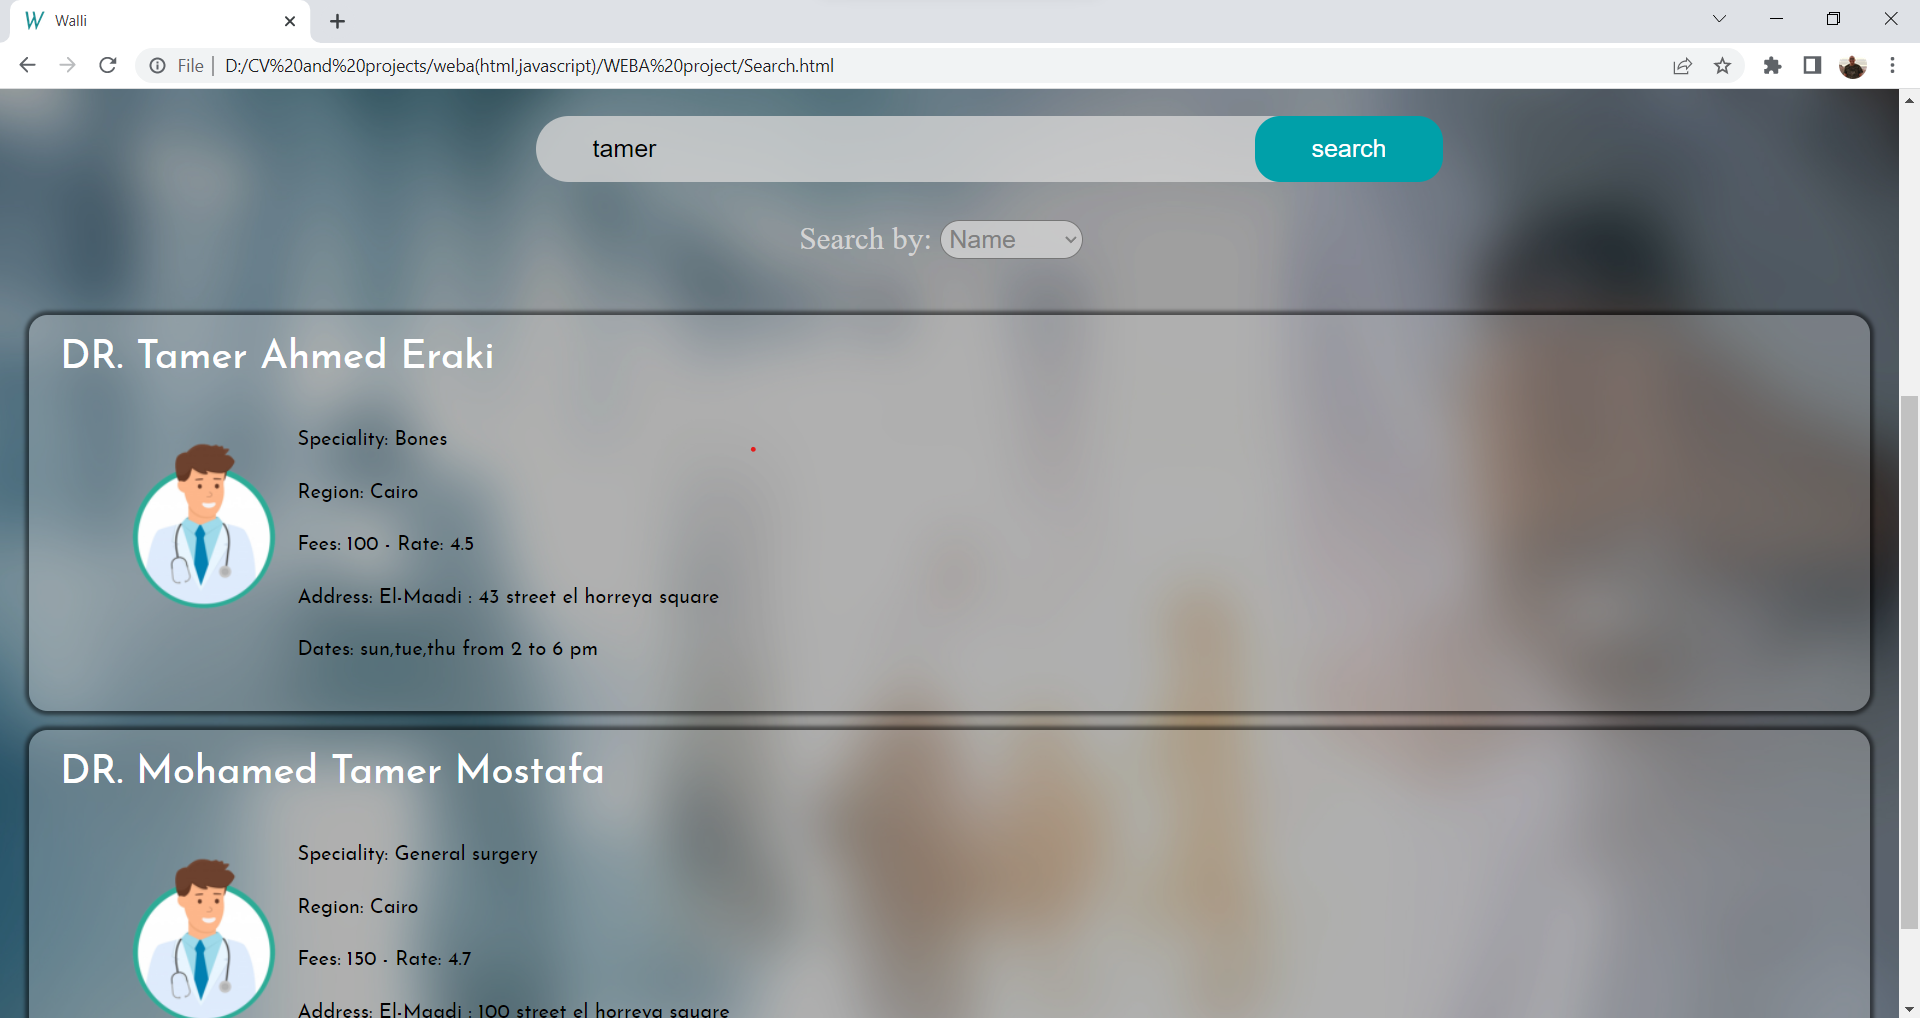 Walli
File | D:/CV%20and%20projects/weba(html,javascript)/WEBA%20project/Search.html
tamer
search
Search by: Name
DR. Tamer Ahmed Eraki
Speciality: Bones
Region: Cairo
Fees: 100 - Rate: 4.5
Address: El-Maadi : 43 street el horreya square
Dates: sun,tue,thu from 2 to 6 pm
DR. Mohamed Tamer Mostafa
Speciality: General surgery
Region: Cairo
Fees: 150 - Rate: 4.7
Address: El-Maadi : 100 street el horreya square